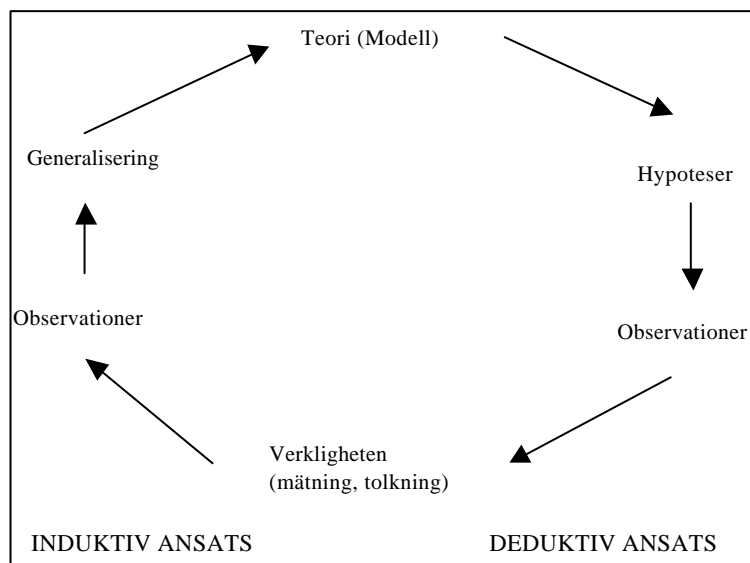 Teori (Modell)
Generalisering
Hypoteser
Observationer
Observationer
Verkligheten
(mätning, tolkning)
INDUKTIV ANSATS
DEDUKTIV ANSATS